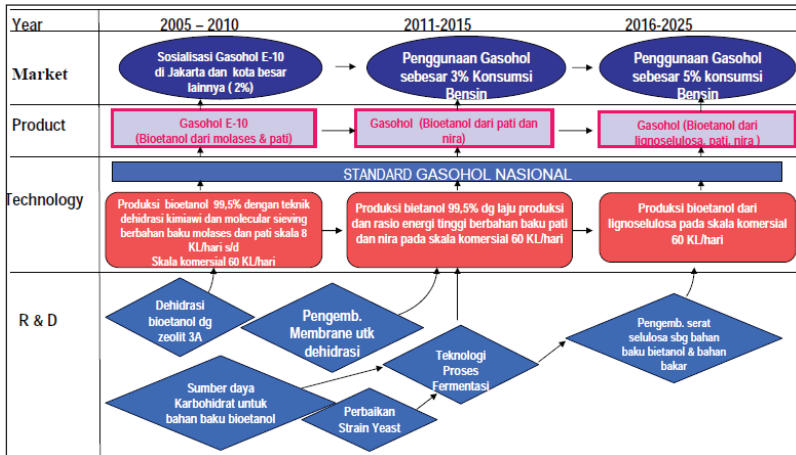 Year 2005 – 2010 2011-2015 2016-2025
Market
Sosialisasi Gasohol E-10
di Jakarta dan kota besar
lainnya ( 2%)
Penggunaan Gasohol
sebesar 3% Konsumsi
Bensin
Penggunaan Gasohol
sebesar 5% konsumsi
Bensin
Product
Gasohol E-10
(Bioetanol dari molases & pati)
Gasohol (Bioetanol dari pati dan
nira)
Gasohol (Bioetanol dari
lignoselulosa, pati, nira )
STANDARD GASOHOL NASIONAL
Technology
Produksi bioetanol 99,5% dengan teknik
dehidrasi kimiawi dan molecular sieving
berbahan baku molases dan pati skala 8
KL/hari s/d
Skala komersial 60 KL/hari
Produksi bietanol 99.5% dg laju produksi
dan rasio energi tinggi berbahan baku pati
dan nira pada skala komersial 60 KL/hari
Produksi bioetanol dari
lignoselulosa pada skala komersial
60 KL/hari
R & D
Dehidrasi
bioetanol dg
zeolit 3A
Pengemb.
Membrane utk
dehidrasi
Teknologi
Proses
Fermentasi
Pengemb. serat
selulosa sbg bahan
baku bietanol & bahan
bakar
Sumber daya
Karbohidrat untuk
bahan baku bioetanol
Perbaikan
Strain Yeast